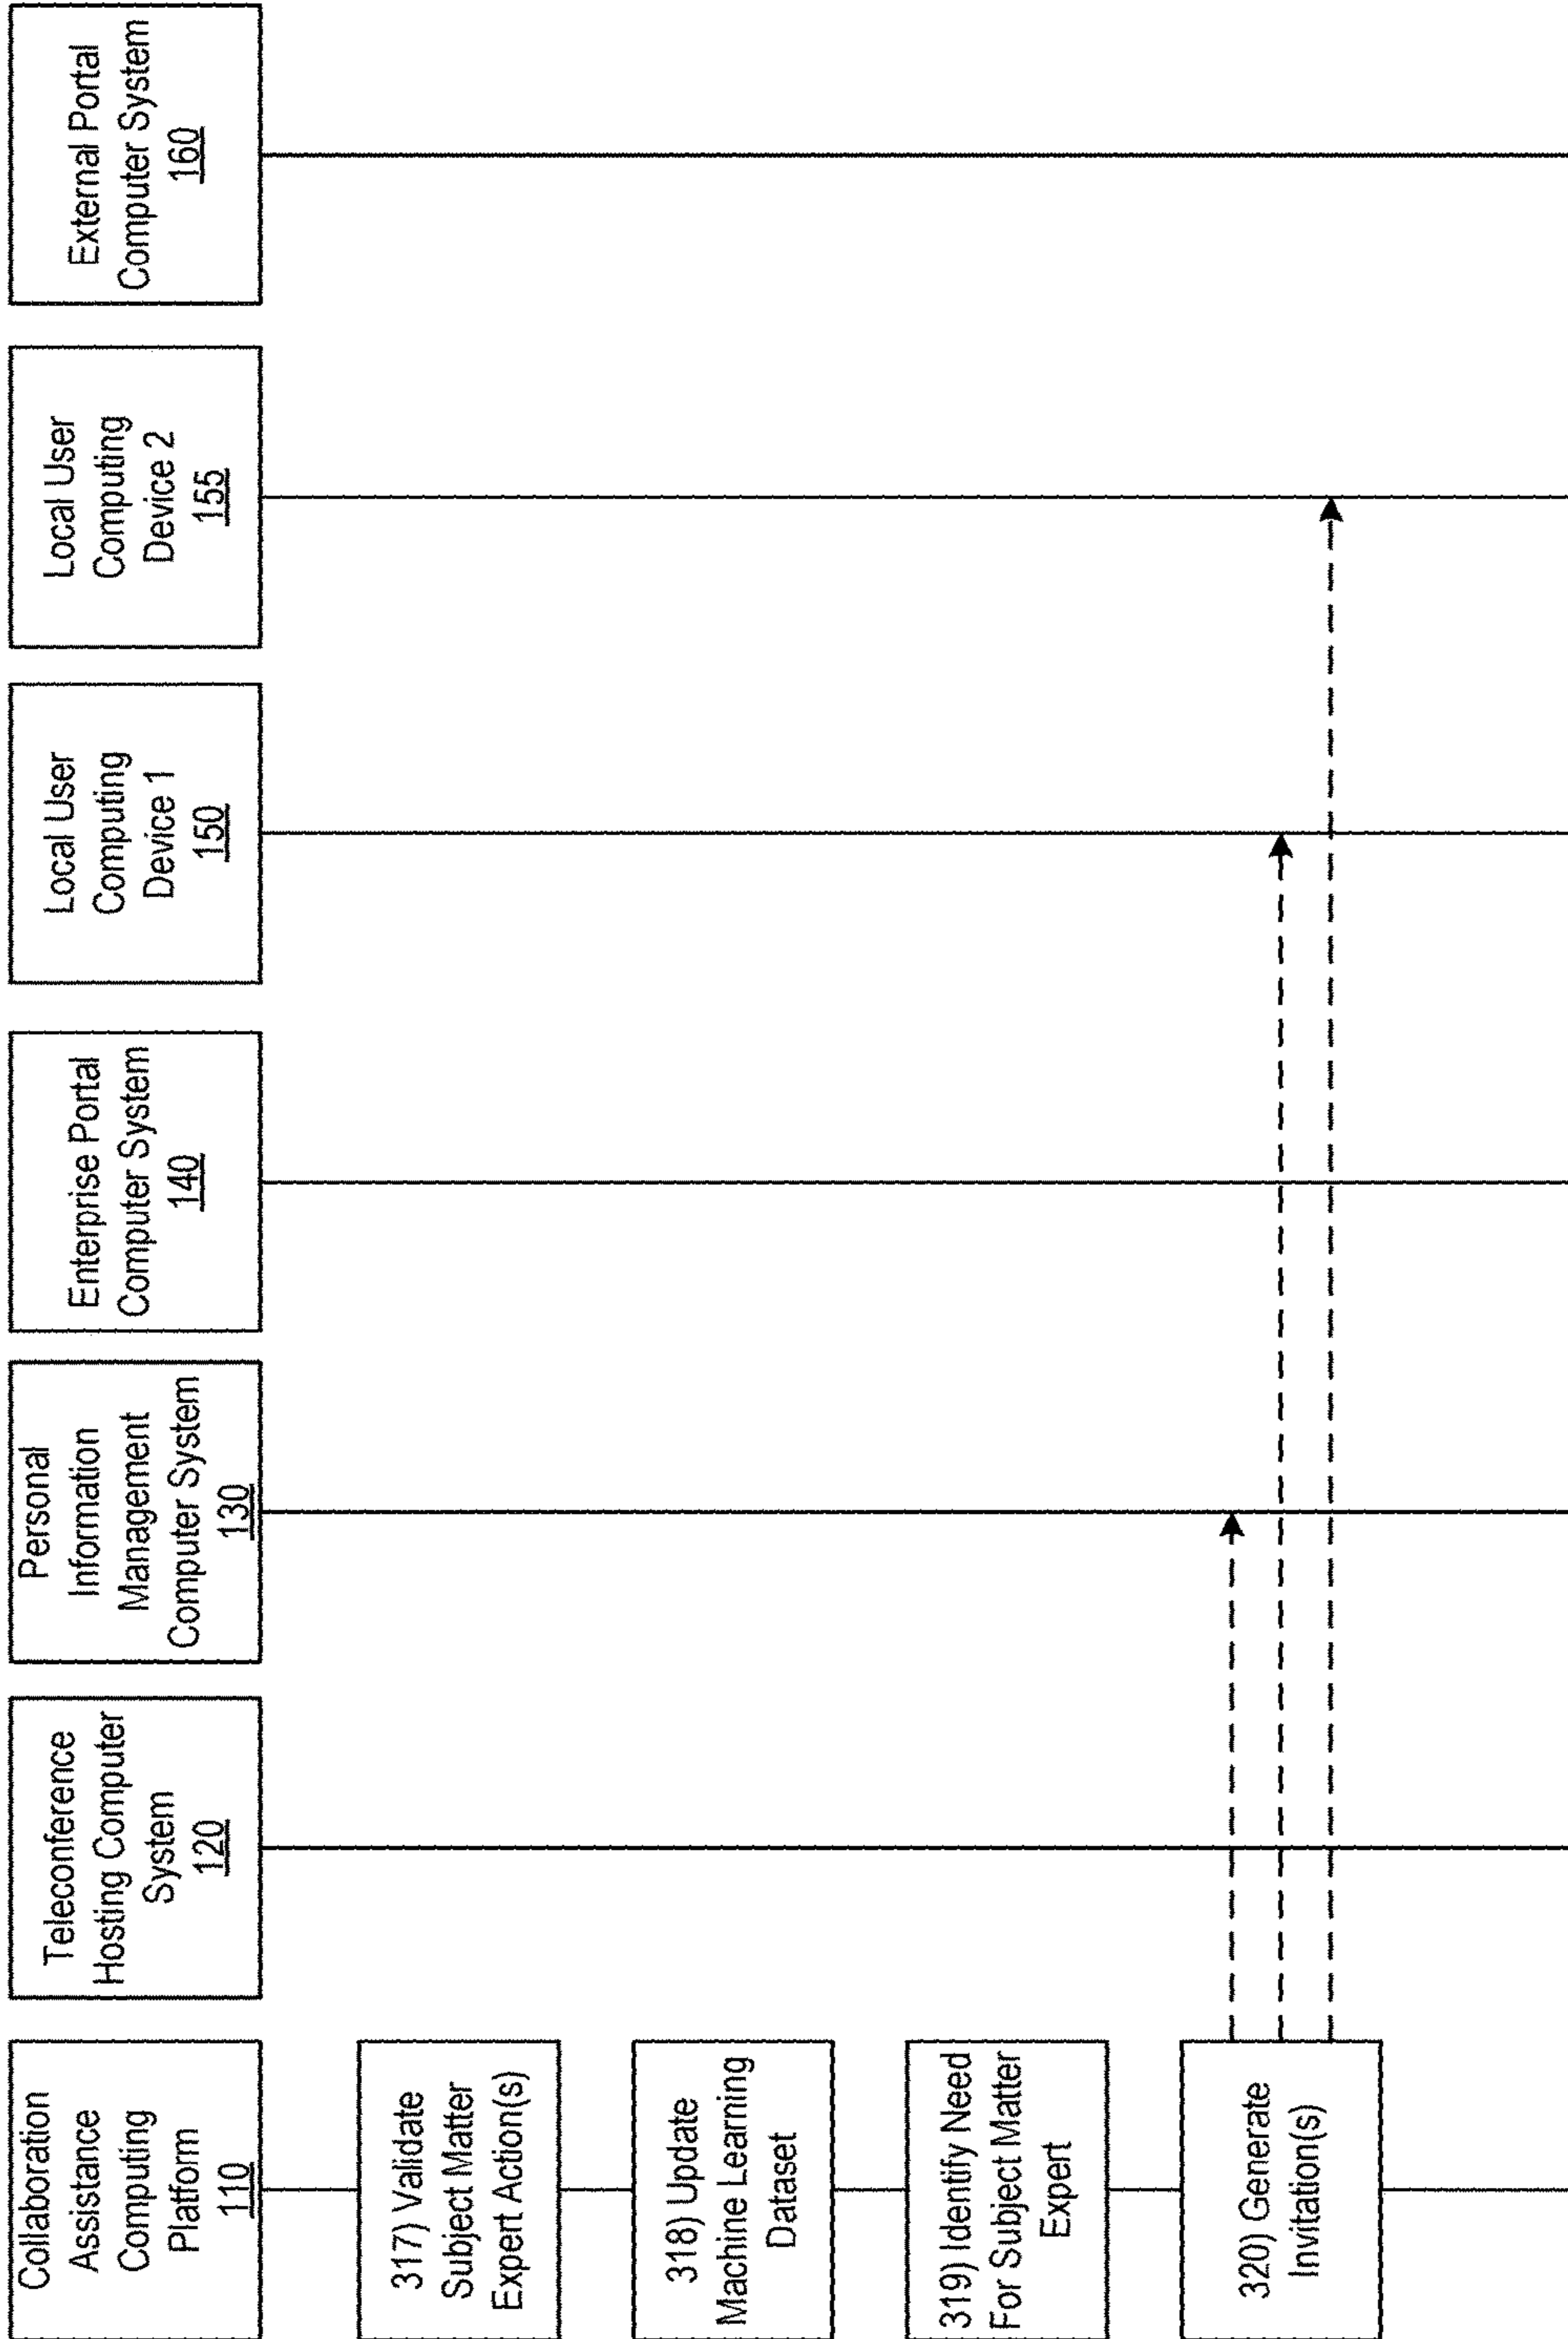 Collaboration
Assistance
Computing
Platform
110
Teleconference
Hosting Computer
System
120
Personal
Information
Management
Computer System
130
Enterprise Portal
Computer System
140
Local User
Computing
Device 1
150
Local User
Computing
Device 2
155
External Portal
Computer System
160
317) Validate
Subject Matter
Expert Action(s)
318) Update
Machine Learning
Dataset
319) Identify Need
For Subject Matter
Expert
320) Generate
Invitation(s)